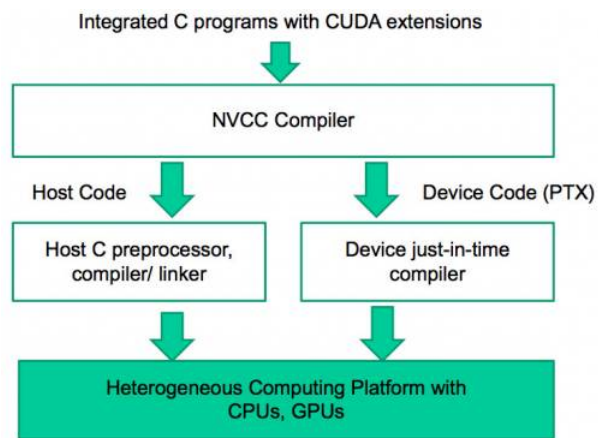 Integrated C programs with CUDA extensions
NVCC Compiler
Host Code
Device Code (PTX)
Host C preprocessor,
compiler/ linker
Device just-in-time
compiler
Heterogeneous Computing Platform with
CPUs, GPUs